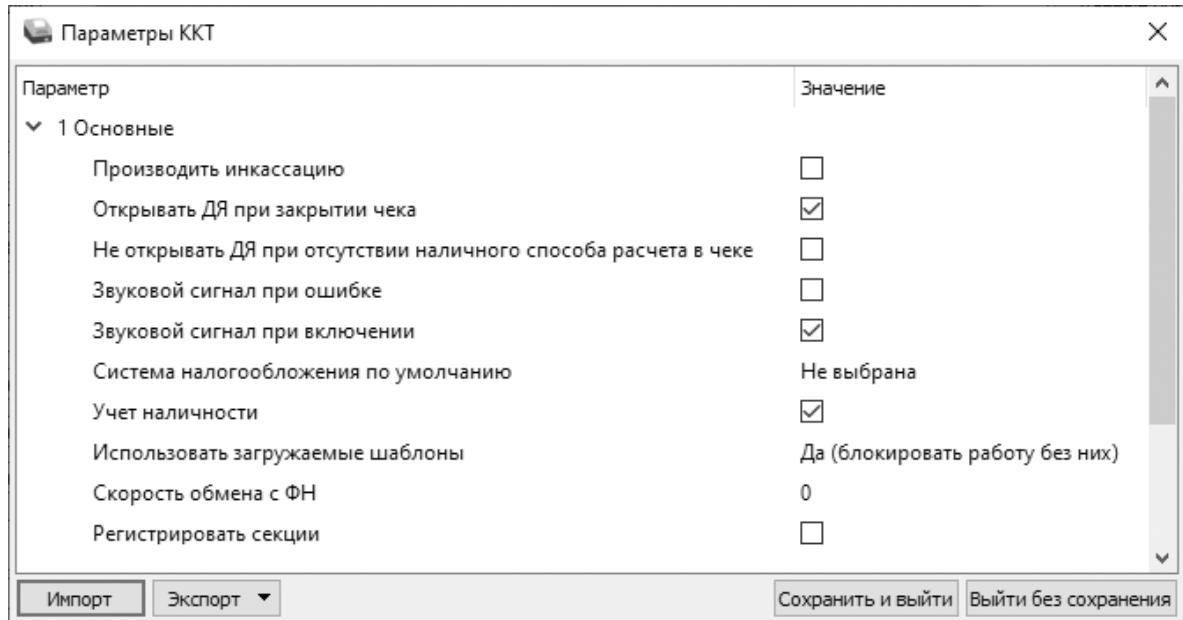 Параметры ККТ
Параметр Значение
1 Основные
Производить инкассацию
Открывать ДЯ при закрытии чека
Не открывать ДЯ при отсутствии наличного способа расчета в чеке
Звуковой сигнал при ошибке
Звуковой сигнал при включении
Система налогообложения по умолчанию Не выбрана
Учет наличности
Использовать загружаемые шаблоны Да (блокировать работу без них)
Скорость обмена с ФН 0
Регистрировать секции
Импорт Экспорт Сохранить и выйти Выйти без сохранения